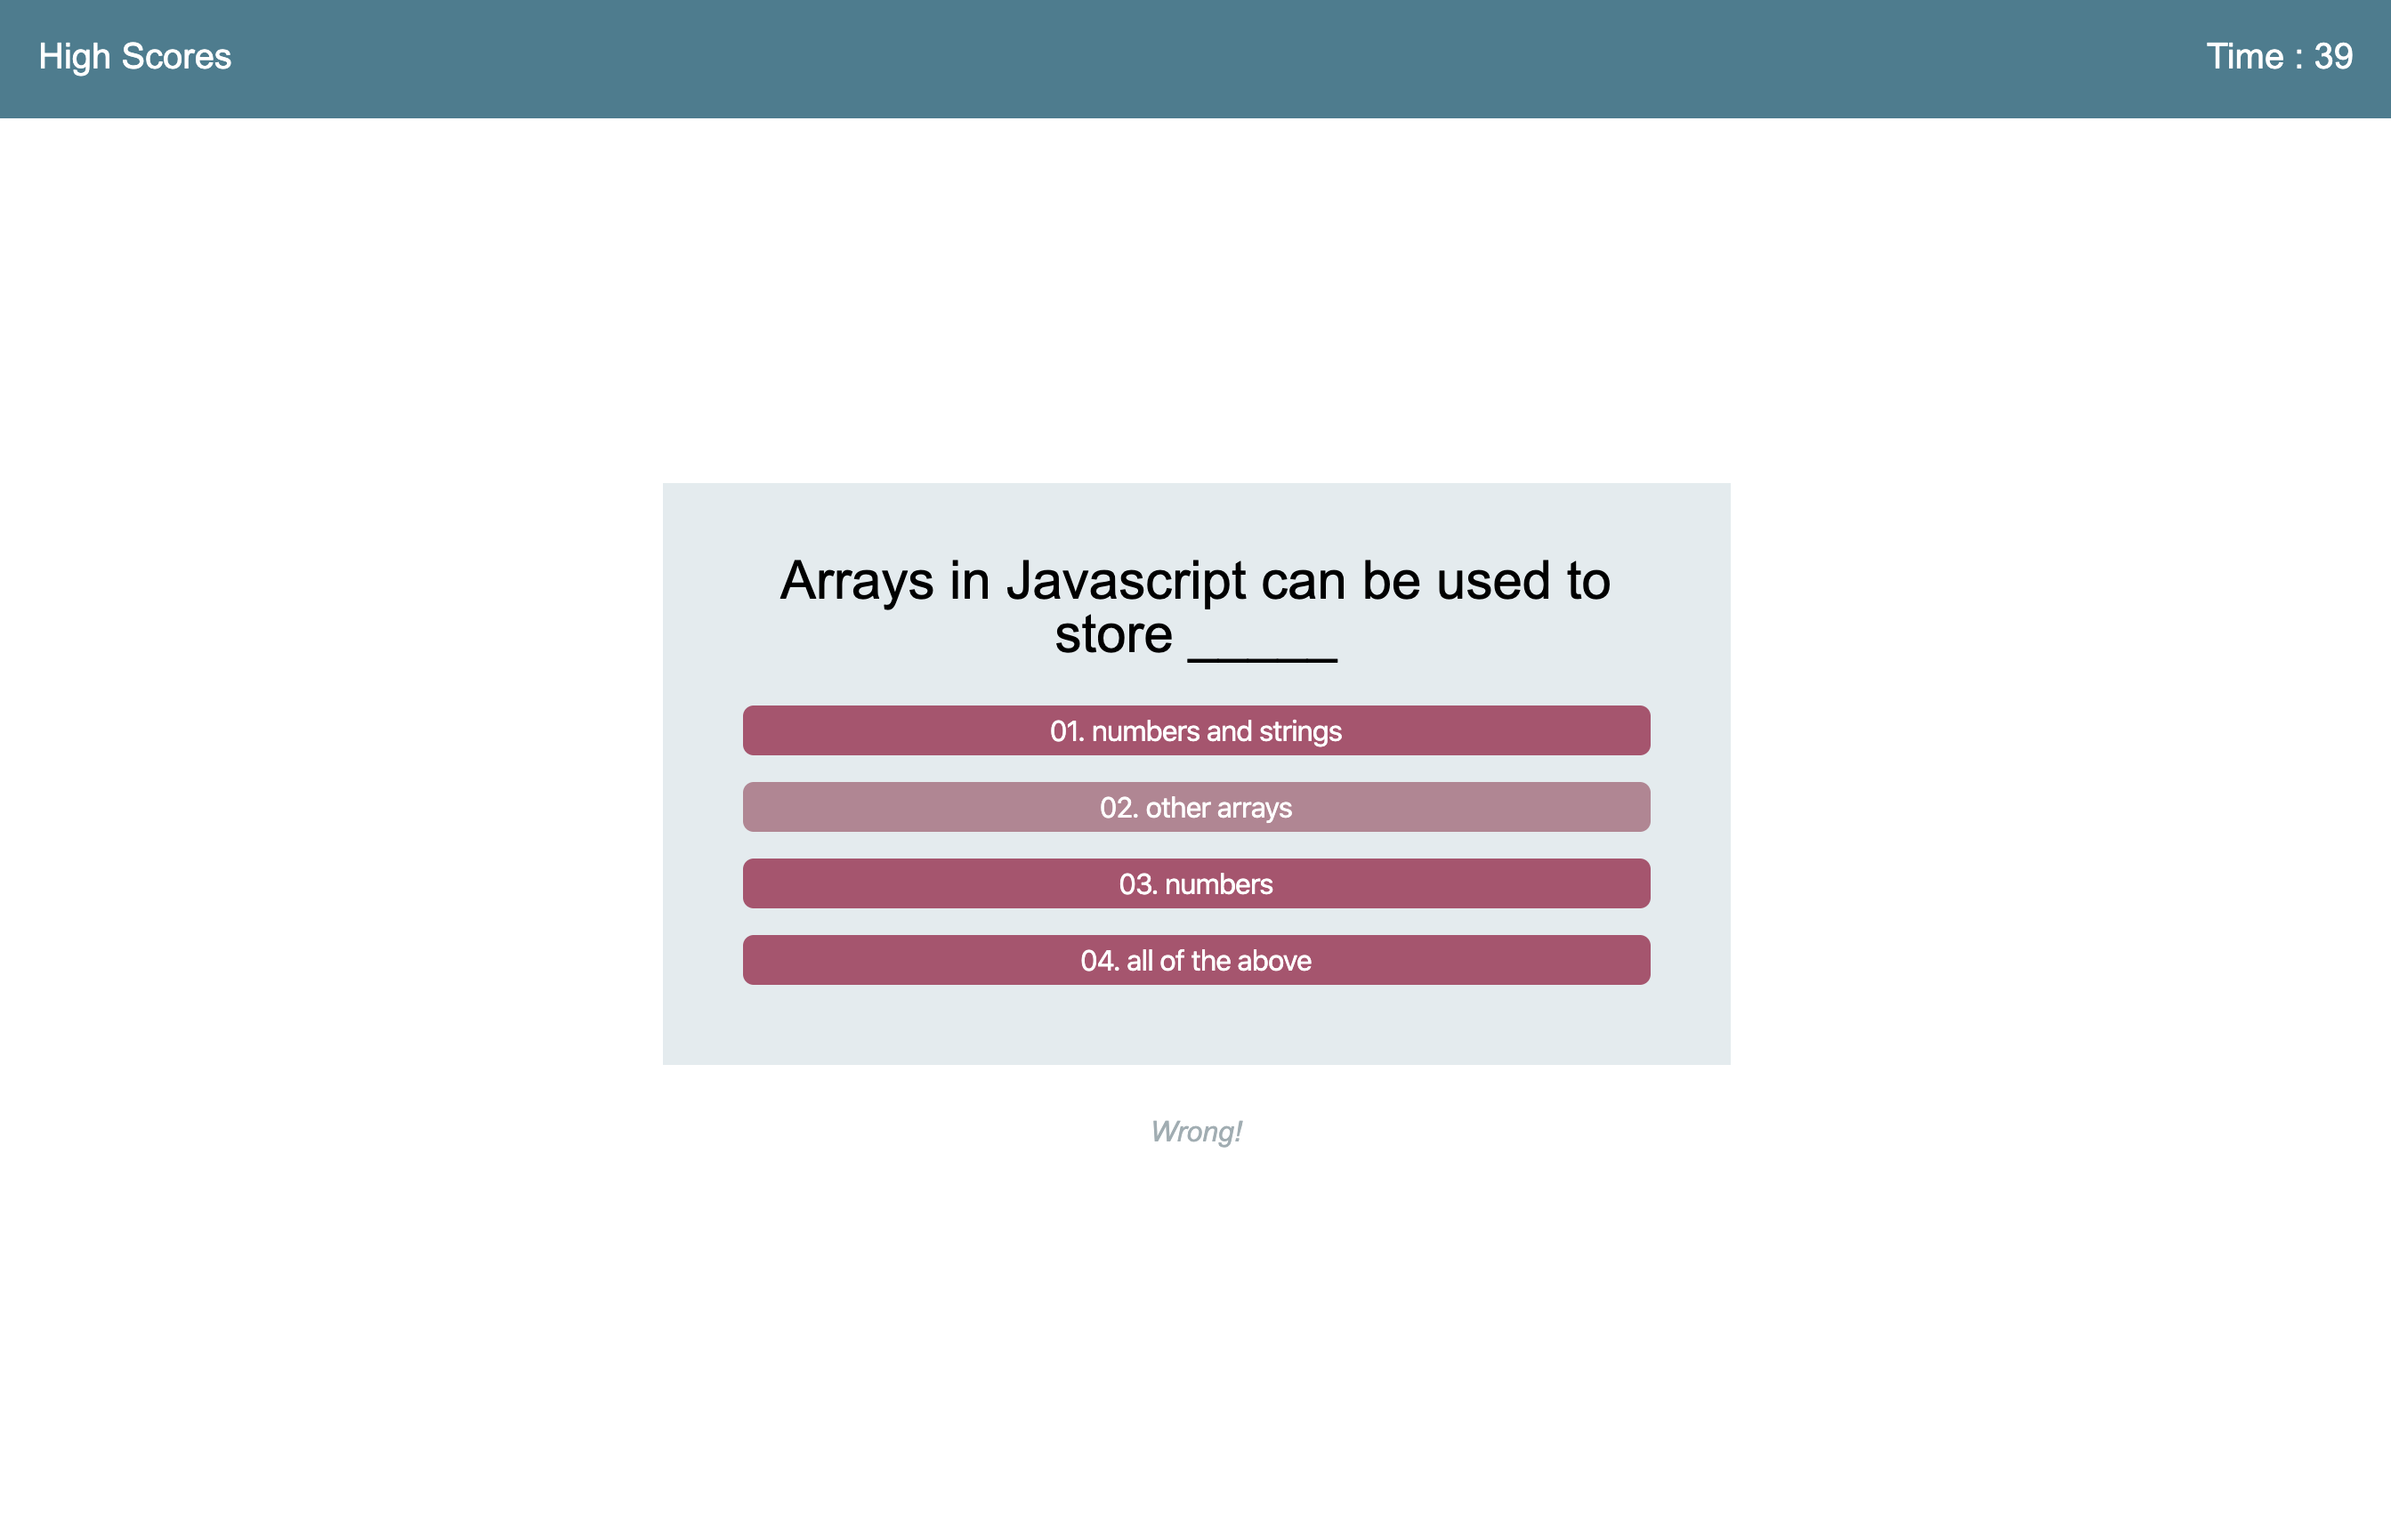 High Scores
Time : 39
Arrays in Javascript can be used to
store _____
01. numbers and strings
02. other arrays
03. numbers
04. all of the above
Wrong!